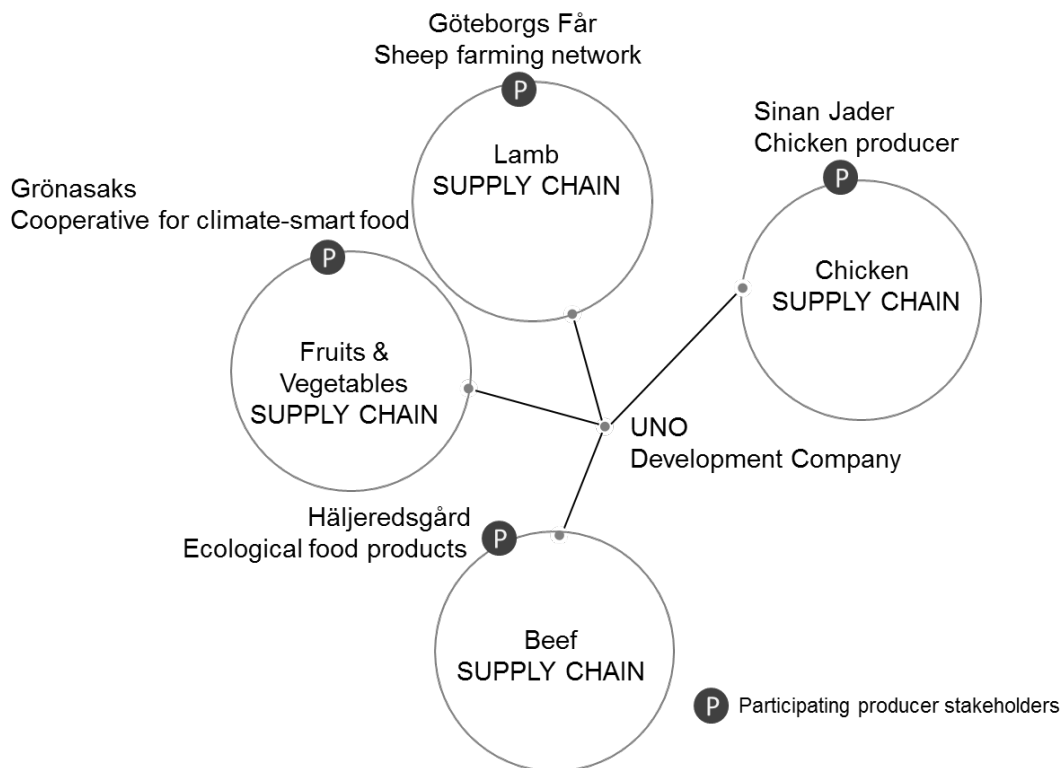 Göteborgs Får
Sheep farming network
P
Lamb
SUPPLY CHAIN
Sinan Jader
Chicken producer
P
Chicken
SUPPLY CHAIN
Grönasaks
Cooperative for climate-smart food
P
Fruits &
Vegetables
SUPPLY CHAIN
UNO
Development Company
Häljeredsgård
Ecological food products
P
Beef
SUPPLY CHAIN
P Participating producer stakeholders